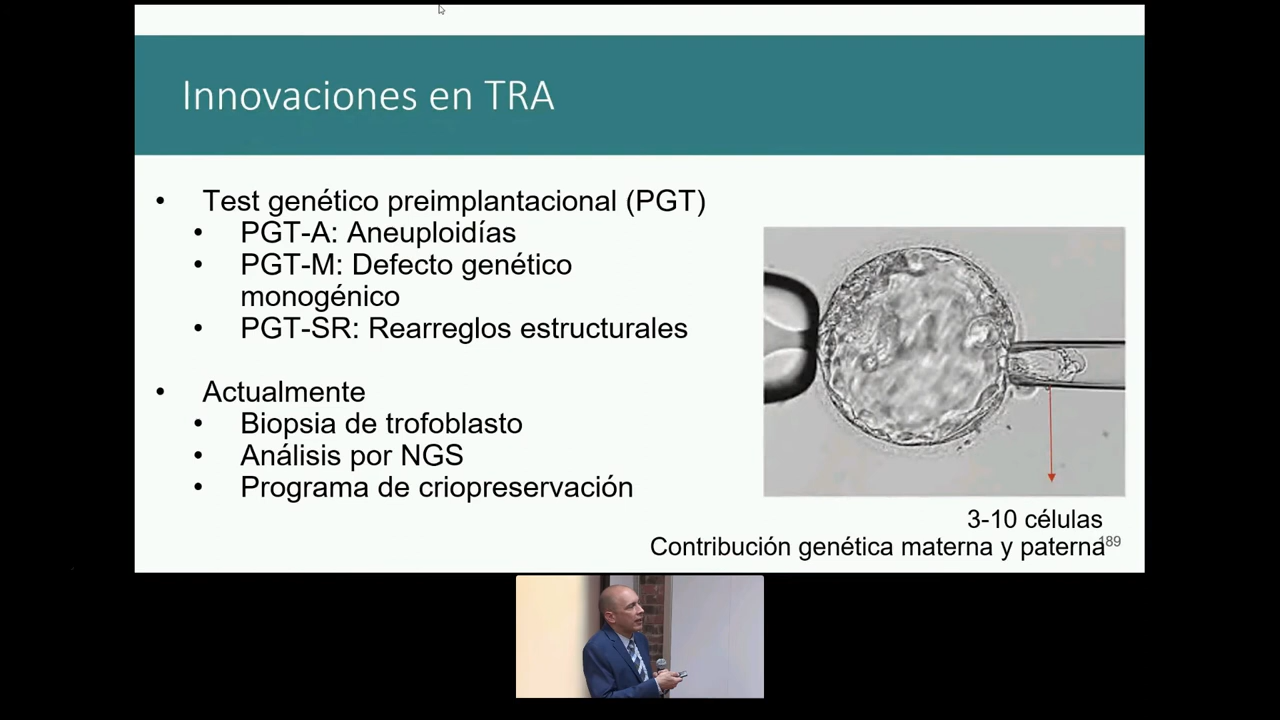 Innovaciones en TRA
• Test genético preimplantacional (PGT)
• PGT-A: Aneuploidías
• PGT-M: Defecto genético
monogénico
• PGT-SR: Rearreglos estructurales
• Actualmente
• Biopsia de trofoblasto
• Análisis por NGS
• Programa de criopreservación
3-10 células
Contribución genética materna y paterna
189